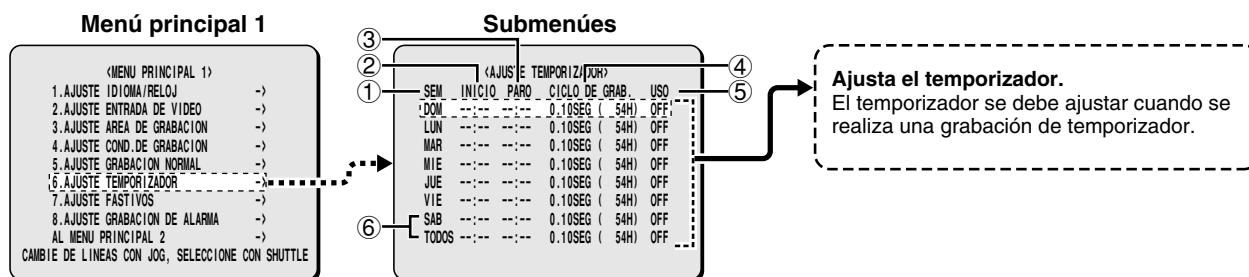 Menú principal 1
<MENU PRINCIPAL 1>
1.AJUSTE IDIOMA/RELOJ ->
2.AJUSTE ENTRADA DE VIDEO ->
3.AJUSTE AREA DE GRABACION ->
4.AJUSTE COND.DE GRABACION ->
5.AJUSTE GRABACION NORMAL ->
6.AJUSTE TEMPORIZADOR ->
7.AJUSTE FASTIVOS ->
8.AJUSTE GRABACION DE ALARMA ->
AL MENU PRINCIPAL 2 ->
CAMBIE DE LINEAS CON JOG, SELECCIONE CON SHUTTLE
Submenúes
③
② ④
<AJUSTE TEMPORIZADOR>
① SEM INICIO PARO CICLO DE GRAB. USO ⑤
DOM --:-- --:-- 0.10SEG ( 54H) OFF
LUN --:-- --:-- 0.10SEG ( 54H) OFF
MAR --:-- --:-- 0.10SEG ( 54H) OFF
MIE --:-- --:-- 0.10SEG ( 54H) OFF
JUE --:-- --:-- 0.10SEG ( 54H) OFF
VIE --:-- --:-- 0.10SEG ( 54H) OFF
SAB --:-- --:-- 0.10SEG ( 54H) OFF
⑥
TODOS --:-- --:-- 0.10SEG ( 54H) OFF
Ajusta el temporizador.
El temporizador se debe ajustar cuando se
realiza una grabación de temporizador.